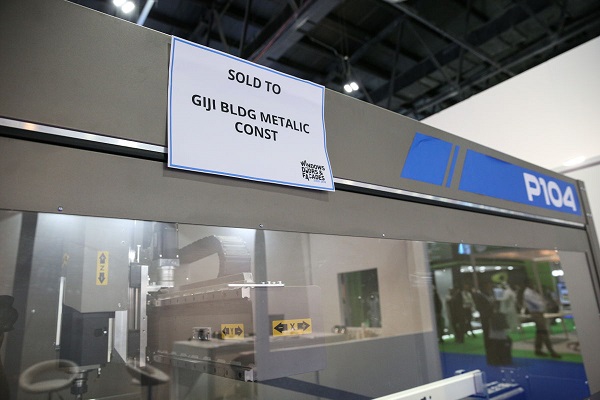 SOLD TO
GIJI BLDG METALIC
CONST
WINDOWS
DOORS &
FACADES
P104
Z
Y
X